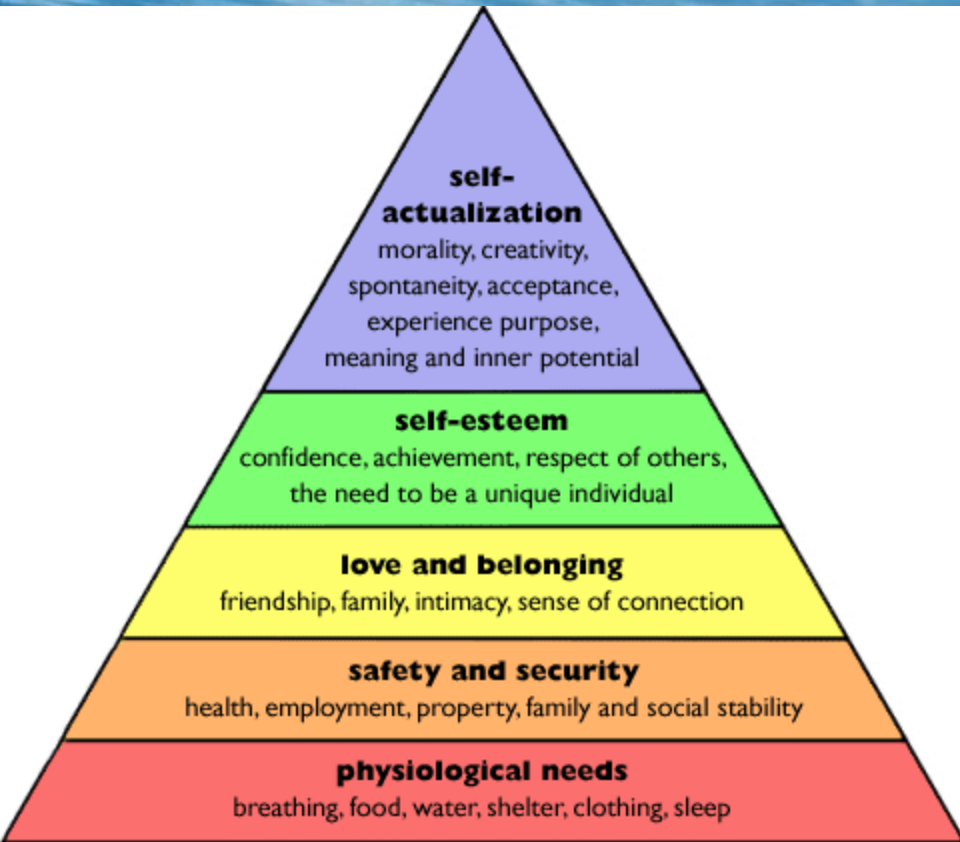 self-
actualization
morality, creativity,
spontaneity, acceptance,
experience purpose,
meaning and inner potential
self-esteem
confidence, achievement, respect of others,
the need to be a unique individual
love and belonging
friendship, family, intimacy, sense of connection
safety and security
health, employment, property, family and social stability
physiological needs
breathing, food, water, shelter, clothing, sleep